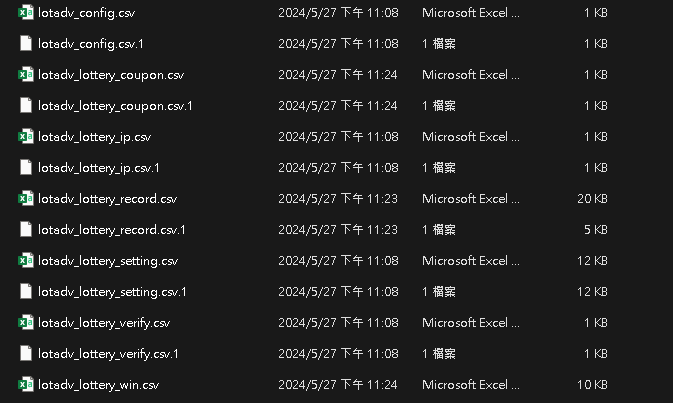 lotadv_config.csv 2024/5/27 下午 11:08 Microsoft Excel ... 1 KB
lotadv_config.csv.1 2024/5/27 下午 11:08 1 檔案 1 KB
lotadv_lottery_coupon.csv 2024/5/27 下午 11:24 Microsoft Excel ... 1 KB
lotadv_lottery_coupon.csv.1 2024/5/27 下午 11:24 1 檔案 1 KB
lotadv_lottery_ip.csv 2024/5/27 下午 11:08 Microsoft Excel ... 1 KB
lotadv_lottery_ip.csv.1 2024/5/27 下午 11:08 1 檔案 1 KB
lotadv_lottery_record.csv 2024/5/27 下午 11:23 Microsoft Excel ... 20 KB
lotadv_lottery_record.csv.1 2024/5/27 下午 11:23 1 檔案 5 KB
lotadv_lottery_setting.csv 2024/5/27 下午 11:08 Microsoft Excel ... 12 KB
lotadv_lottery_setting.csv.1 2024/5/27 下午 11:08 1 檔案 12 KB
lotadv_lottery_verify.csv 2024/5/27 下午 11:08 Microsoft Excel ... 1 KB
lotadv_lottery_verify.csv.1 2024/5/27 下午 11:08 1 檔案 1 KB
lotadv_lottery_win.csv 2024/5/27 下午 11:24 Microsoft Excel ... 10 KB